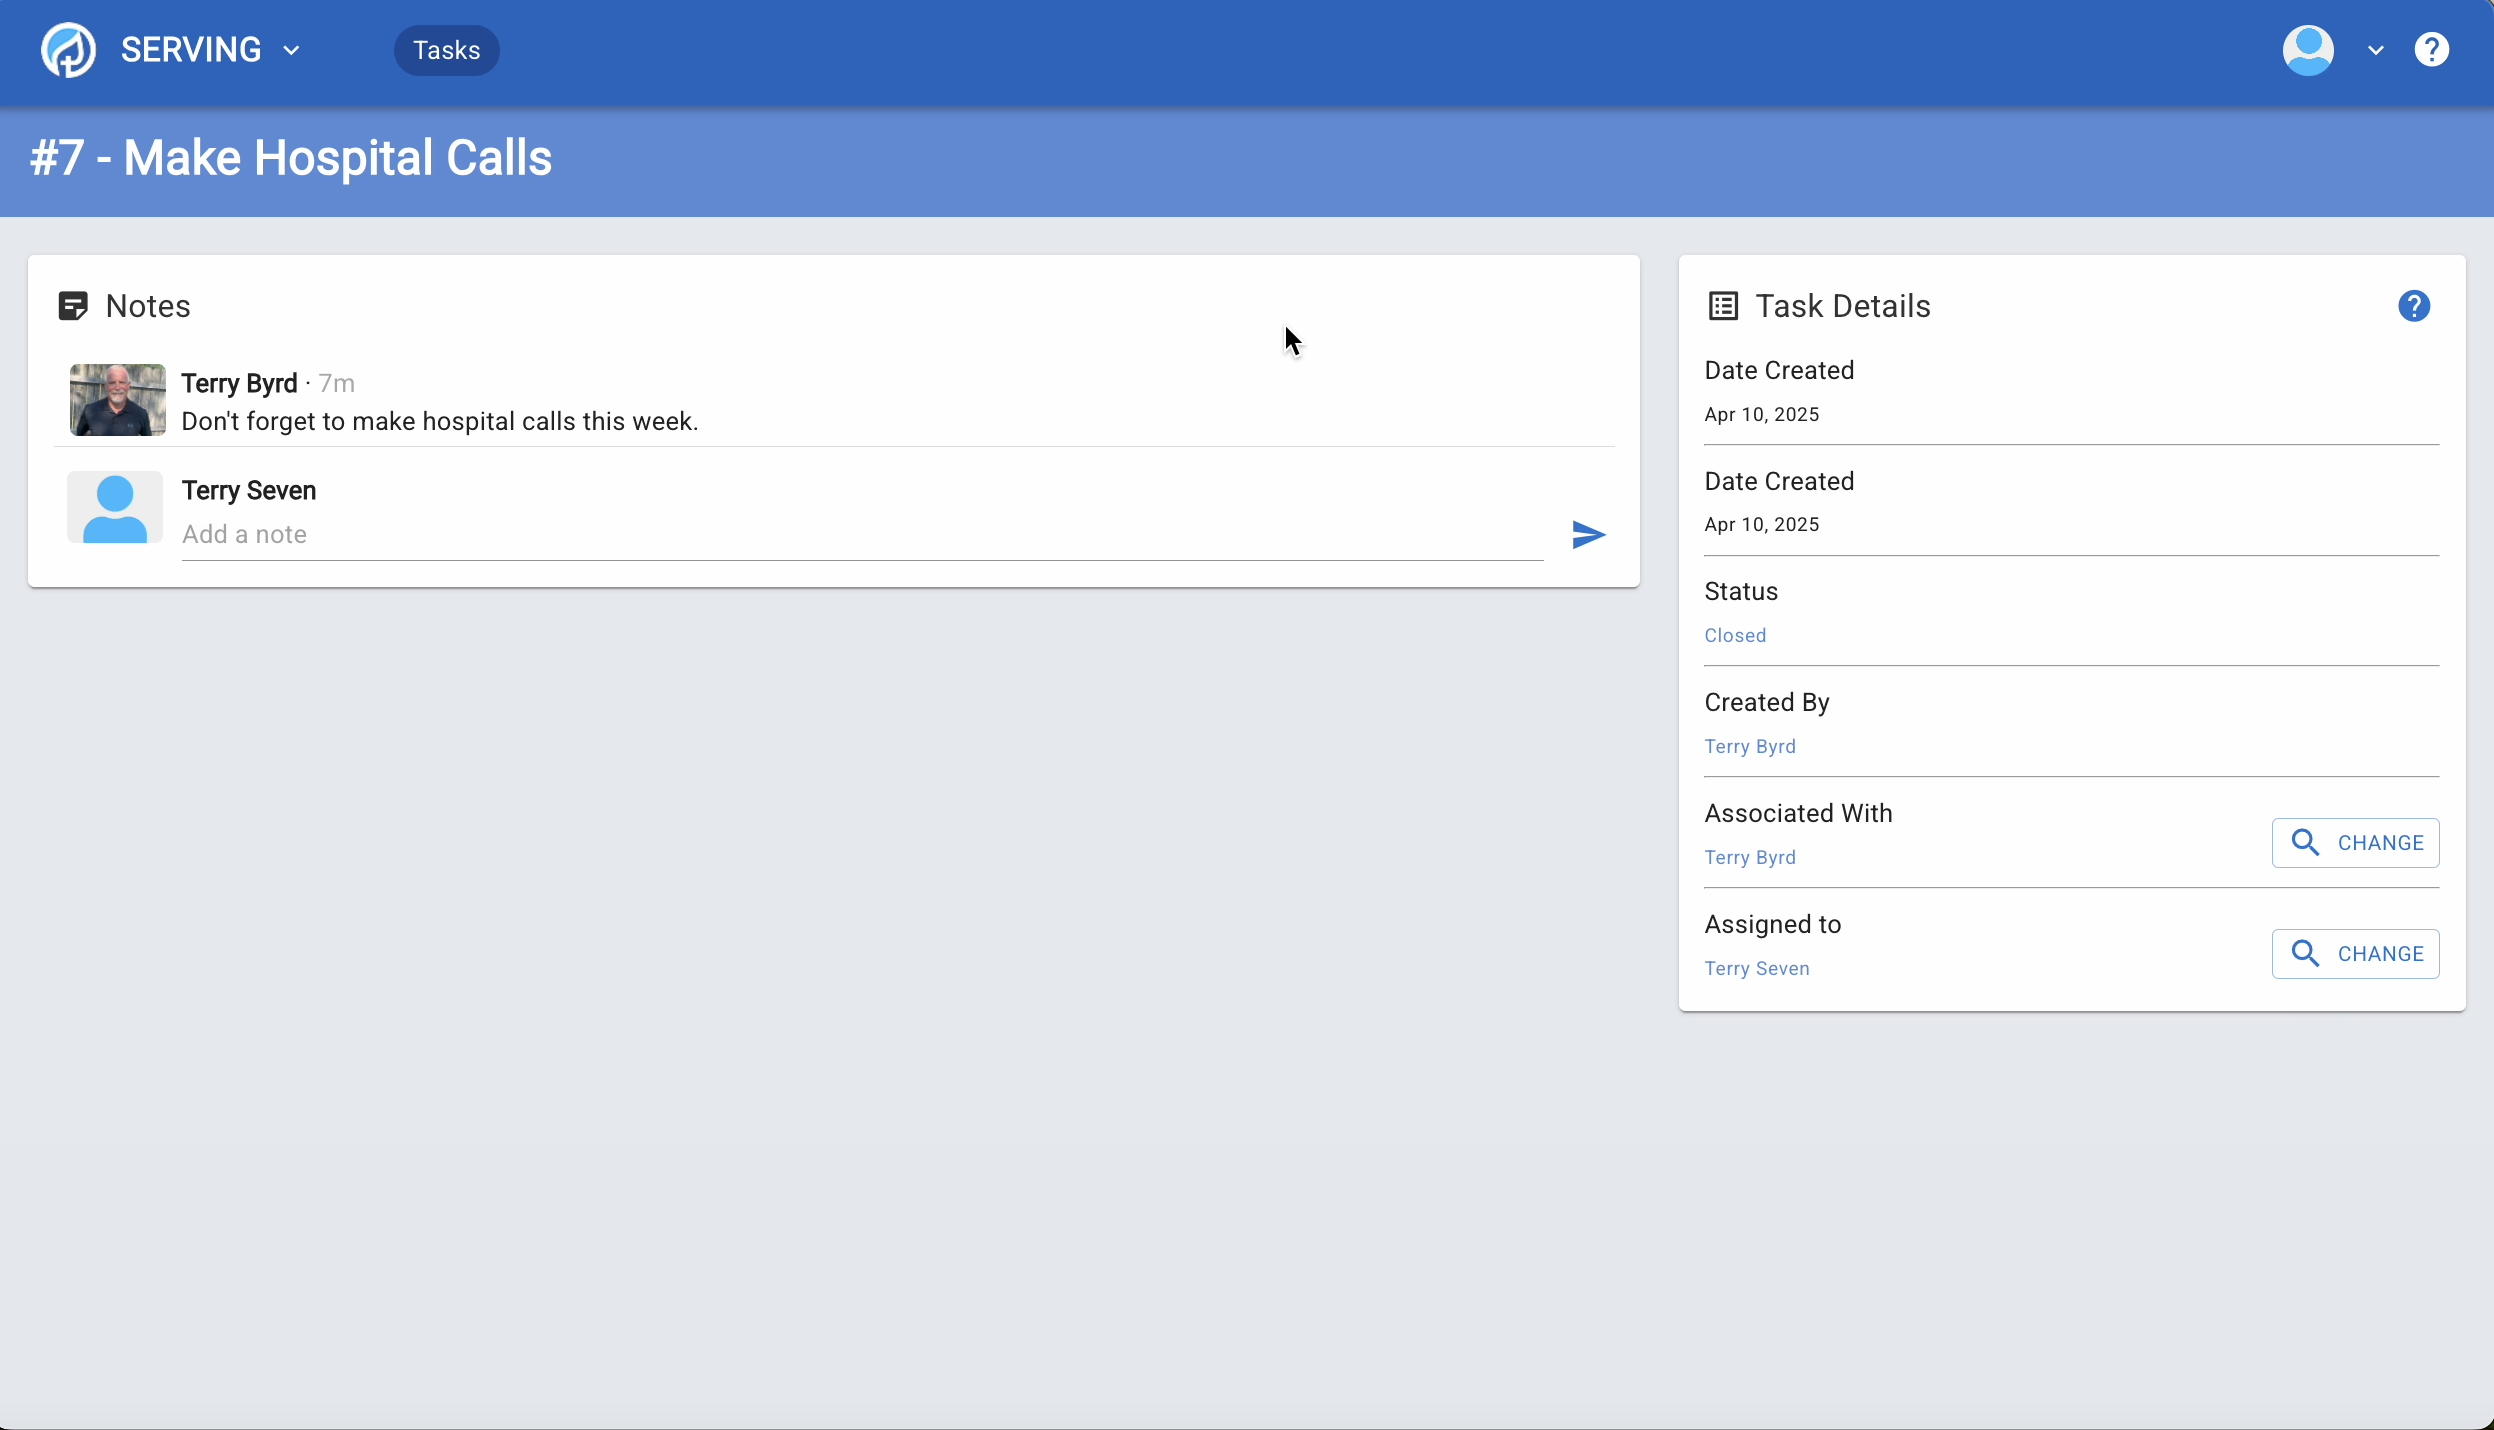 SERVING
Tasks
#7 - Make Hospital Calls
Notes
Terry Byrd · 7m
Don't forget to make hospital calls this week.
Terry Seven
Add a note
Task Details
Date Created
Apr 10, 2025
Date Created
Apr 10, 2025
Status
Closed
Created By
Terry Byrd
Associated With
Terry Byrd
CHANGE
Assigned to
Terry Seven
CHANGE